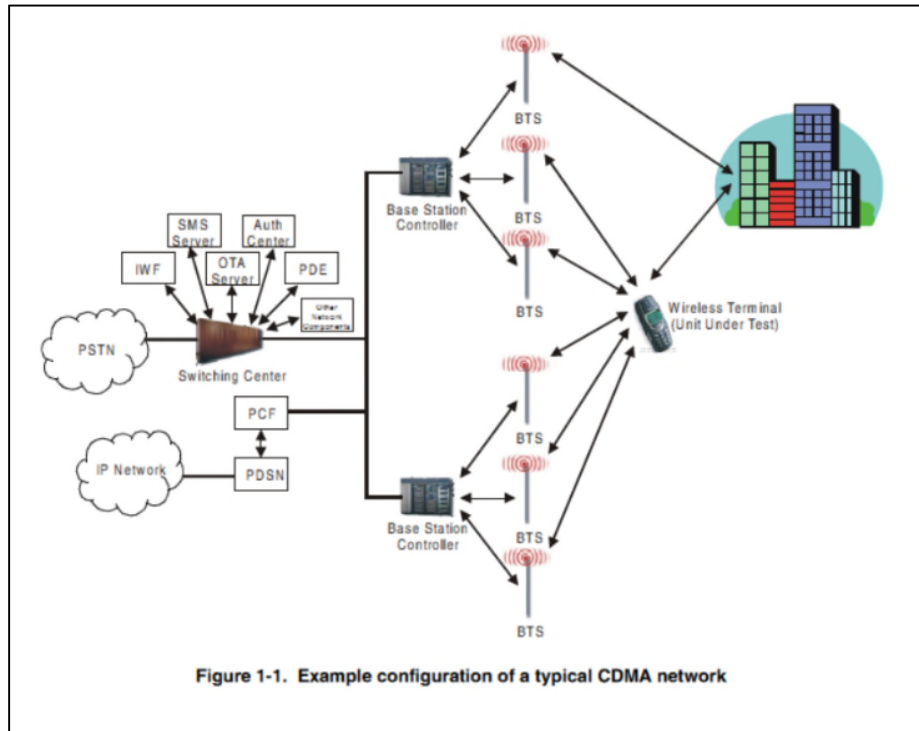 BTS
BTS
Base Station
Controller
BTS
SMS
Server
Auth
Center
IWF
OTA
Server
PDE
Other
Network
Components
PSTN
Switching Center
Wireless Terminal
(Unit Under Test)
PCF
IP Network
PDSN
BTS
BTS
Base Station
Controller
BTS
Figure 1-1. Example configuration of a typical CDMA network